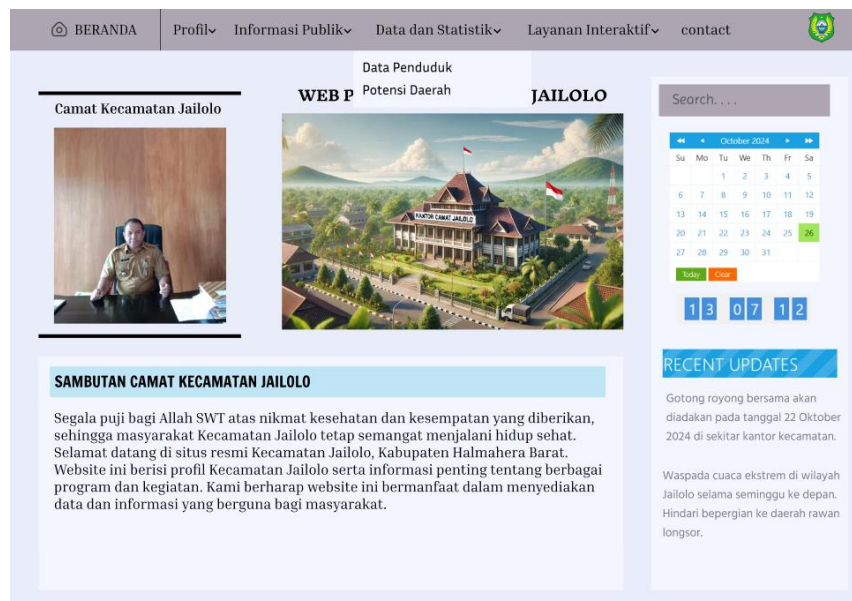 BERANDA
Profil
Informasi Publik
Data dan Statistik
Layanan Interaktif
contact
Data Penduduk
Potensi Daerah
Camat Kecamatan Jailolo
WEB P
JAILOLO
KANTOR CAMAT JAILOLO
Search. . . .
October 2024
Su Mo Tu We Th Fr Sa
1 2 3 4 5
6 7 8 9 10 11 12
13 14 15 16 17 18 19
20 21 22 23 24 25 26
27 28 29 30 31
Today Clear
13 07 12
SAMBUTAN CAMAT KECAMATAN JAILOLO
Segala puji bagi Allah SWT atas nikmat kesehatan dan kesempatan yang diberikan,
sehingga masyarakat Kecamatan Jailolo tetap semangat menjalani hidup sehat.
Selamat datang di situs resmi Kecamatan Jailolo, Kabupaten Halmahera Barat.
Website ini berisi profil Kecamatan Jailolo serta informasi penting tentang berbagai
program dan kegiatan. Kami berharap website ini bermanfaat dalam menyediakan
data dan informasi yang berguna bagi masyarakat.
RECENT UPDATES
Gotong royong bersama akan
diadakan pada tanggal 22 Oktober
2024 di sekitar kantor kecamatan.
Waspada cuaca ekstrem di wilayah
Jailolo selama seminggu ke depan.
Hindari bepergian ke daerah rawan
longsor.